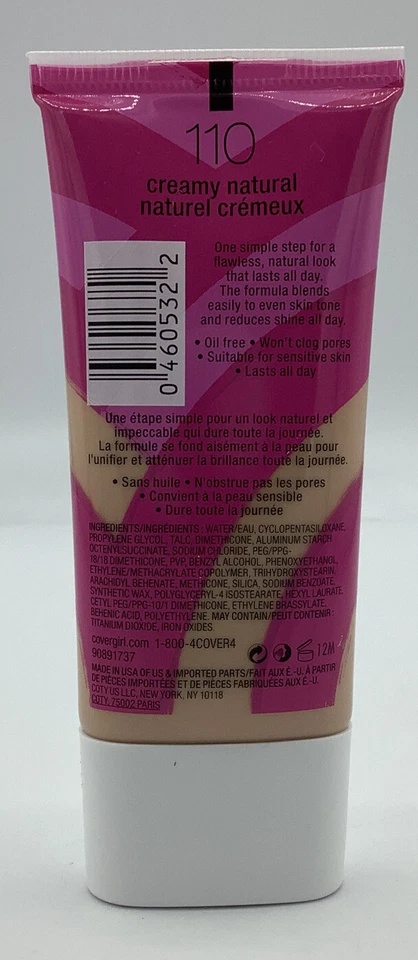 110
creamy natural
naturel crémeux
One simple step for a
flawless, natural look
that lasts all day.
The formula blends
easily to even skin tone
and reduces shine all day.
• Oil free • Won't clog pores
• Suitable for sensitive skin
• Lasts all day
0 460532 2
Une étape simple pour un look naturel et
impeccable qui dure toute la journée.
La formule se fond aisément à la peau pour
l'unifier et atténuer la brillance toute la journée.
• Sans huile • N'obstrue pas les pores
• Convient à la peau sensible
• Dure toute la journée
INGREDIENTS/INGRÉDIENTS : WATER/EAU, CYCLOPENTASILOXANE,
PROPYLENE GLYCOL, TALC, DIMETHICONE, ALUMINUM STARCH
OCTENYLSUCCINATE, SODIUM CHLORIDE, PEG/PPG-
18/18 DIMETHICONE, PVP, BENZYL ALCOHOL, PHENOXYETHANOL,
ETHYLENE/METHACRYLATE COPOLYMER, TRIHYDROXYSTEARIN,
ARACHIDYL BEHENATE, METHICONE, SILICA, SODIUM BENZOATE,
SYNTHETIC WAX, POLYGLYCERYL-4 ISOSTEARATE, HEXYL LAURATE,
CETYL PEG/PPG-10/1 DIMETHICONE, ETHYLENE BRASSYLATE,
BEHENIC ACID, POLYETHYLENE. MAY CONTAIN/PEUT CONTENIR :
TITANIUM DIOXIDE, IRON OXIDES.
covergirl.com 1-800-4COVER4
90891737
12M
MADE IN USA OF US & IMPORTED PARTS/FAIT AUX É.-U. À PARTIR
DE PIÈCES IMPORTÉES ET DE PIÈCES FABRIQUÉES AUX É.-U.
COTY US LLC, NEW YORK, NY 10118
COTY, 75002 PARIS